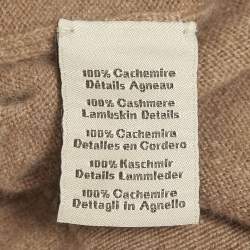 100% Cachemire
Détails Agneau
100% Cashmere
Lambskin Details
100% Cachemira
Detalles en Cordero
100% Kaschmir
Details Lammleder
100% Cachemire
Dettagli in Agnello